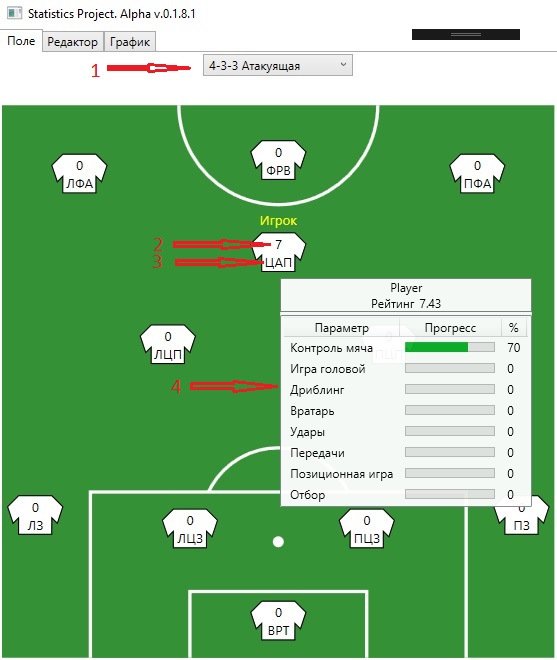 Statistics Project. Alpha v.0.1.8.1
Поле Редактор График
1 4-3-3 Атакуящая
0 0 0
ЛФА ФРВ ПФА
Игрок
2 7
3 ЦАП
Player
Рейтинг 7.43
0
ЛЦП
Параметр Прогресс %
Контроль мяча 70
Игра головой 0
4 Дриблинг 0
Вратарь 0
Удары 0
Передачи 0
Позиционная игра 0
Отбор 0
0 0 0 0
ЛЗ ЛЦЗ ПЦЗ ПЗ
0
ВРТ